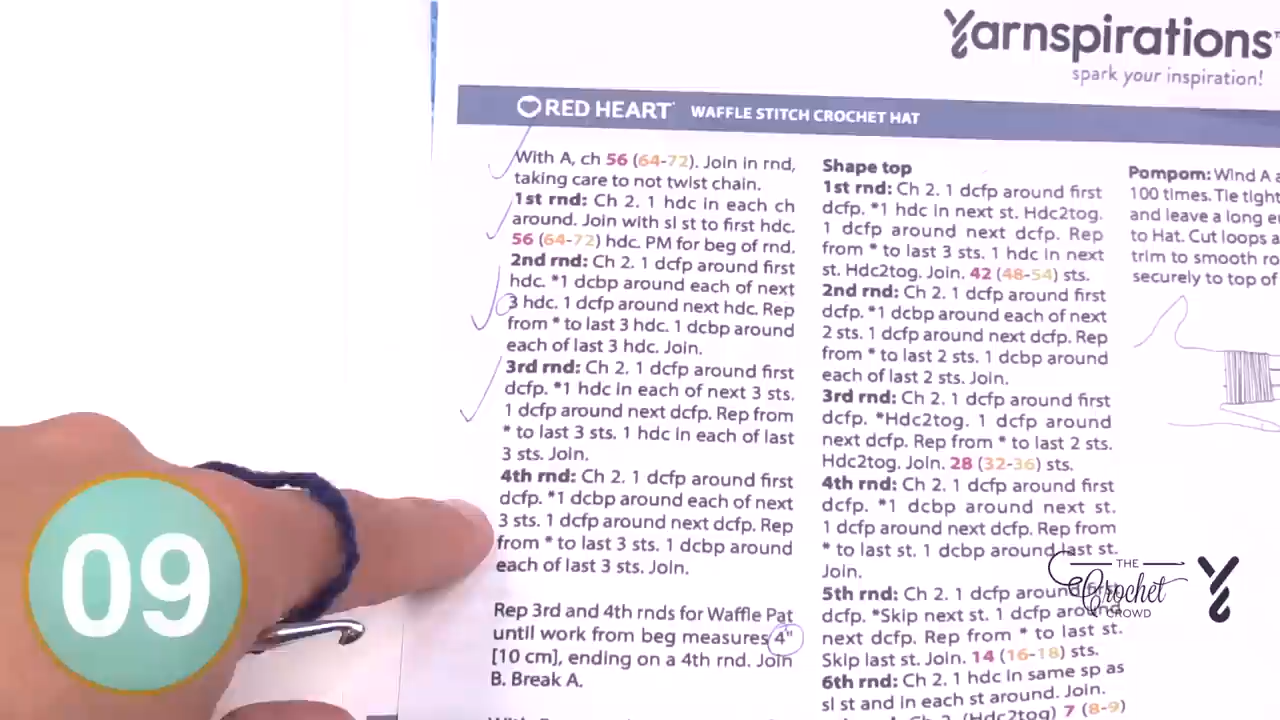 Yarnspirations™
spark your inspiration!
RED HEART® WAFFLE STITCH CROCHET HAT
With A, ch 56 (64-72). Join in rnd,
taking care to not twist chain.
1st rnd: Ch 2. 1 hdc in each ch
around. Join with sl st to first hdc.
56 (64-72) hdc. PM for beg of rnd.
2nd rnd: Ch 2. 1 dcfp around first
hdc. *1 dcbp around each of next
3 hdc. 1 dcfp around next hdc. Rep
from * to last 3 hdc. 1 dcbp around
each of last 3 hdc. Join.
3rd rnd: Ch 2. 1 dcfp around first
dcfp. *1 hdc in each of next 3 sts.
1 dcfp around next dcfp. Rep from
* to last 3 sts. 1 hdc in each of last
3 sts. Join.
4th rnd: Ch 2. 1 dcfp around first
dcfp. *1 dcbp around each of next
3 sts. 1 dcfp around next dcfp. Rep
from * to last 3 sts. 1 dcbp around
each of last 3 sts. Join.
Rep 3rd and 4th rnds for Waffle Pat
until work from beg measures 4"
[10 cm], ending on a 4th rnd. Join
B. Break A.
Shape top
1st rnd: Ch 2. 1 dcfp around first
dcfp. *1 hdc in next st. Hdc2tog.
1 dcfp around next dcfp. Rep
from * to last 3 sts. 1 hdc in next
st. Hdc2tog. Join. 42 (48-54) sts.
2nd rnd: Ch 2. 1 dcfp around first
dcfp. *1 dcbp around each of next
2 sts. 1 dcfp around next dcfp. Rep
from * to last 2 sts. 1 dcbp around
each of last 2 sts. Join.
3rd rnd: Ch 2. 1 dcfp around first
dcfp. *Hdc2tog. 1 dcfp around
next dcfp. Rep from * to last 2 sts.
Hdc2tog. Join. 28 (32-36) sts.
4th rnd: Ch 2. 1 dcfp around first
dcfp. *1 dcbp around next st.
1 dcfp around next dcfp. Rep from
* to last st. 1 dcbp around last st.
Join.
5th rnd: Ch 2. 1 dcfp around first
dcfp. *Skip next st. 1 dcfp around
next dcfp. Rep from * to last st.
Skip last st. Join. 14 (16-18) sts.
6th rnd: Ch 2. 1 hdc in same sp as
sl st and in each st around. Join.
Ch 2. (Hdc2tog) 7 (8-9)
Pompom: Wind A
100 times. Tie tight
and leave a long
to Hat. Cut loops
trim to smooth
securely to top of
09
THE
Crochet
CROWD